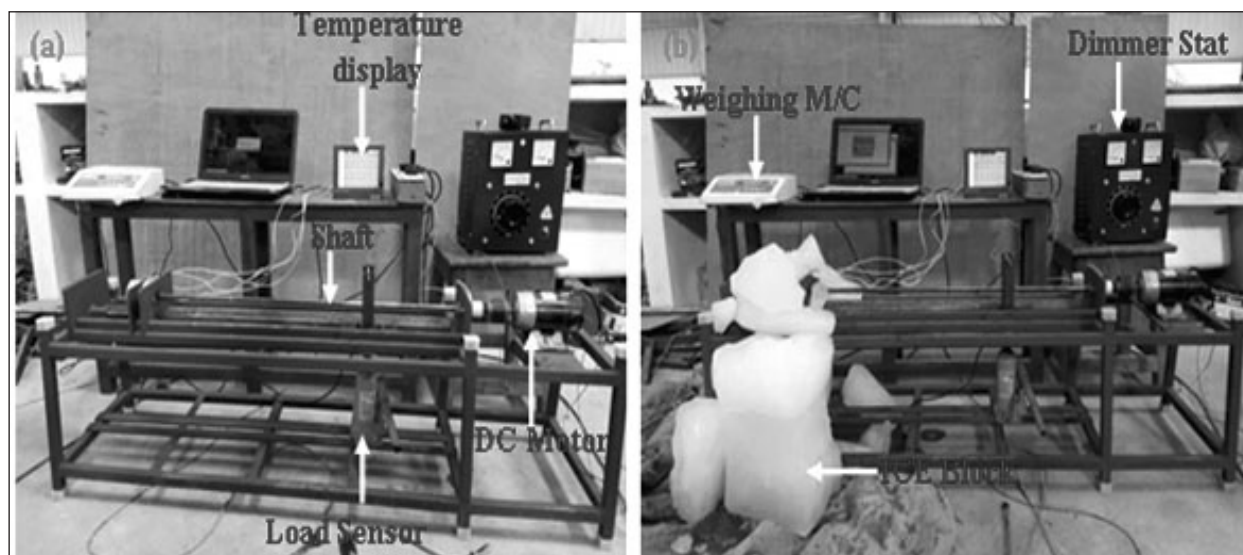 (a)
Temperature
display
Shaft
DC Motor
Load Sensor
(b)
Dimmer Stat
Weighing M/C
ICE Block